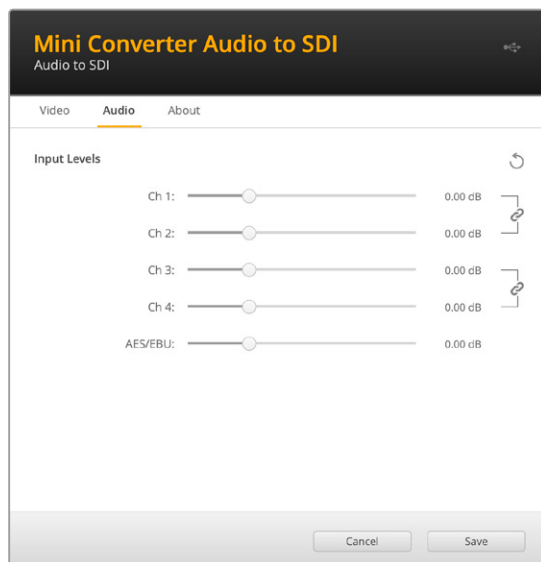 Mini Converter Audio to SDI
Audio to SDI
Video Audio About
Input Levels
Ch 1: 0.00 dB
Ch 2: 0.00 dB
Ch 3: 0.00 dB
Ch 4: 0.00 dB
AES/EBU: 0.00 dB
Cancel Save